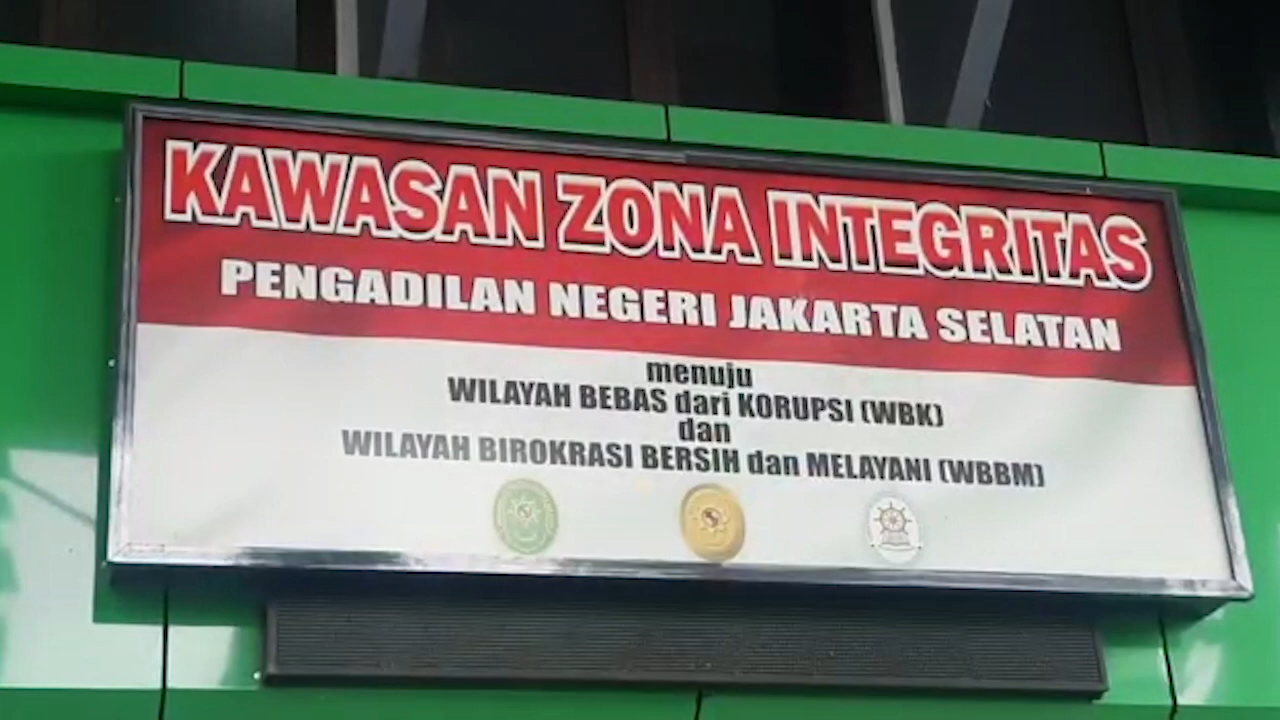 KAWASAN ZONA INTEGRITAS
PENGADILAN NEGERI JAKARTA SELATAN
menuju
WILAYAH BEBAS dari KORUPSI (WBK)
dan
WILAYAH BIROKRASI BERSIH dan MELAYANI (WBBM)